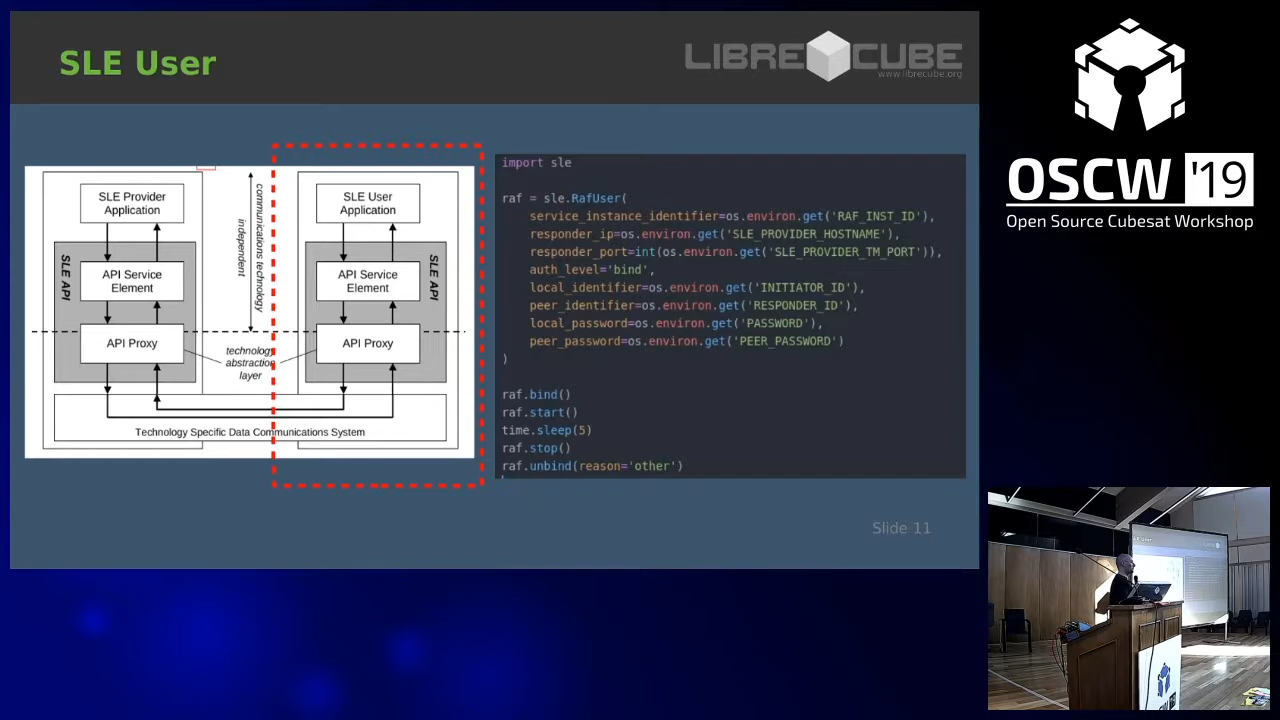 SLE User
LIBRE CUBE
www.librecube.org
SLE Provider
Application
API Service
Element
API Proxy
SLE API
communications technology
independent
technology
abstraction
layer
SLE User
Application
API Service
Element
API Proxy
SLE API
Technology Specific Data Communications System
import sle
raf = sle.RafUser(
service_instance_identifier=os.environ.get('RAF_INST_ID'),
responder_ip=os.environ.get('SLE_PROVIDER_HOSTNAME'),
responder_port=int(os.environ.get('SLE_PROVIDER_TM_PORT')),
auth_level='bind',
local_identifier=os.environ.get('INITIATOR_ID'),
peer_identifier=os.environ.get('RESPONDER_ID'),
local_password=os.environ.get('PASSWORD'),
peer_password=os.environ.get('PEER_PASSWORD')
)
raf.bind()
raf.start()
time.sleep(5)
raf.stop()
raf.unbind(reason='other')
Slide 11
OSCW '19
Open Source Cubesat Workshop